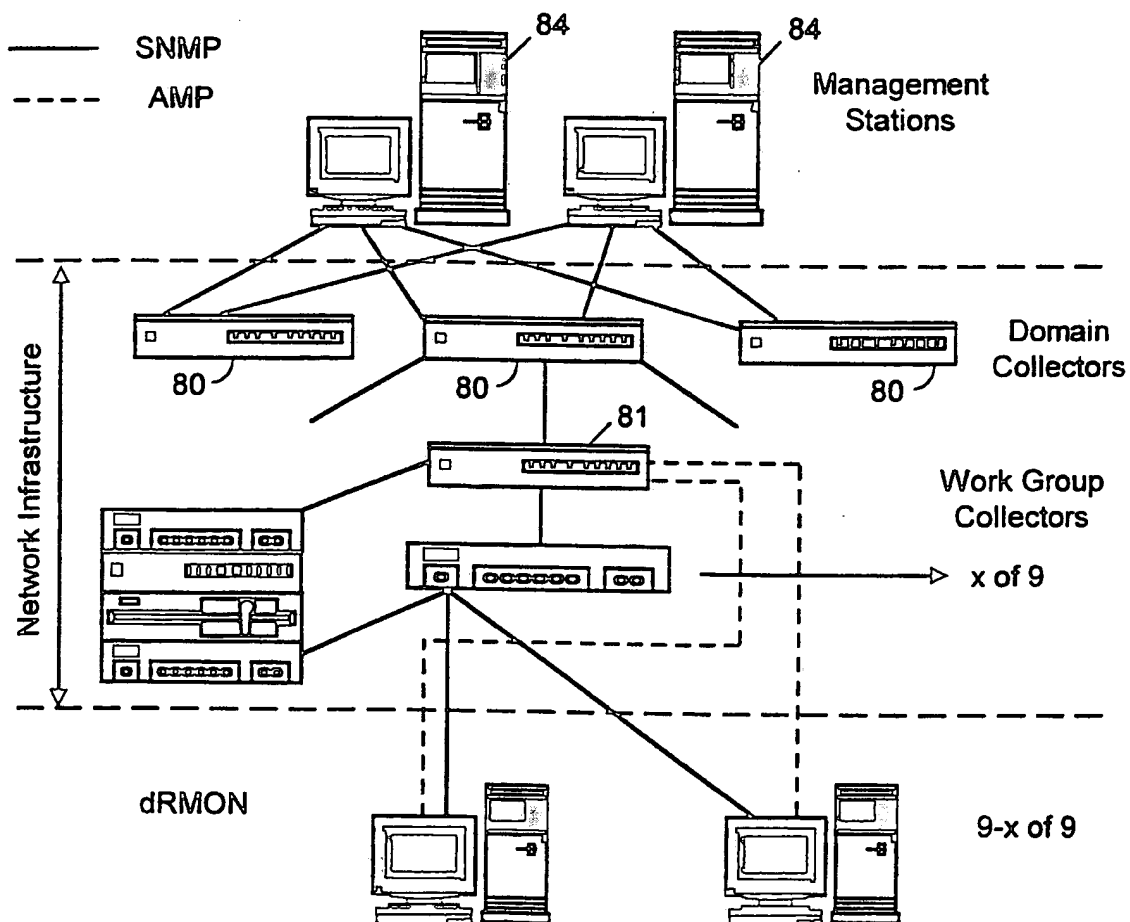 SNMP
AMP
84
84
Management
Stations
80
80
80
Domain
Collectors
81
Network Infrastructure
Work Group
Collectors
x of 9
dRMON
9-x of 9